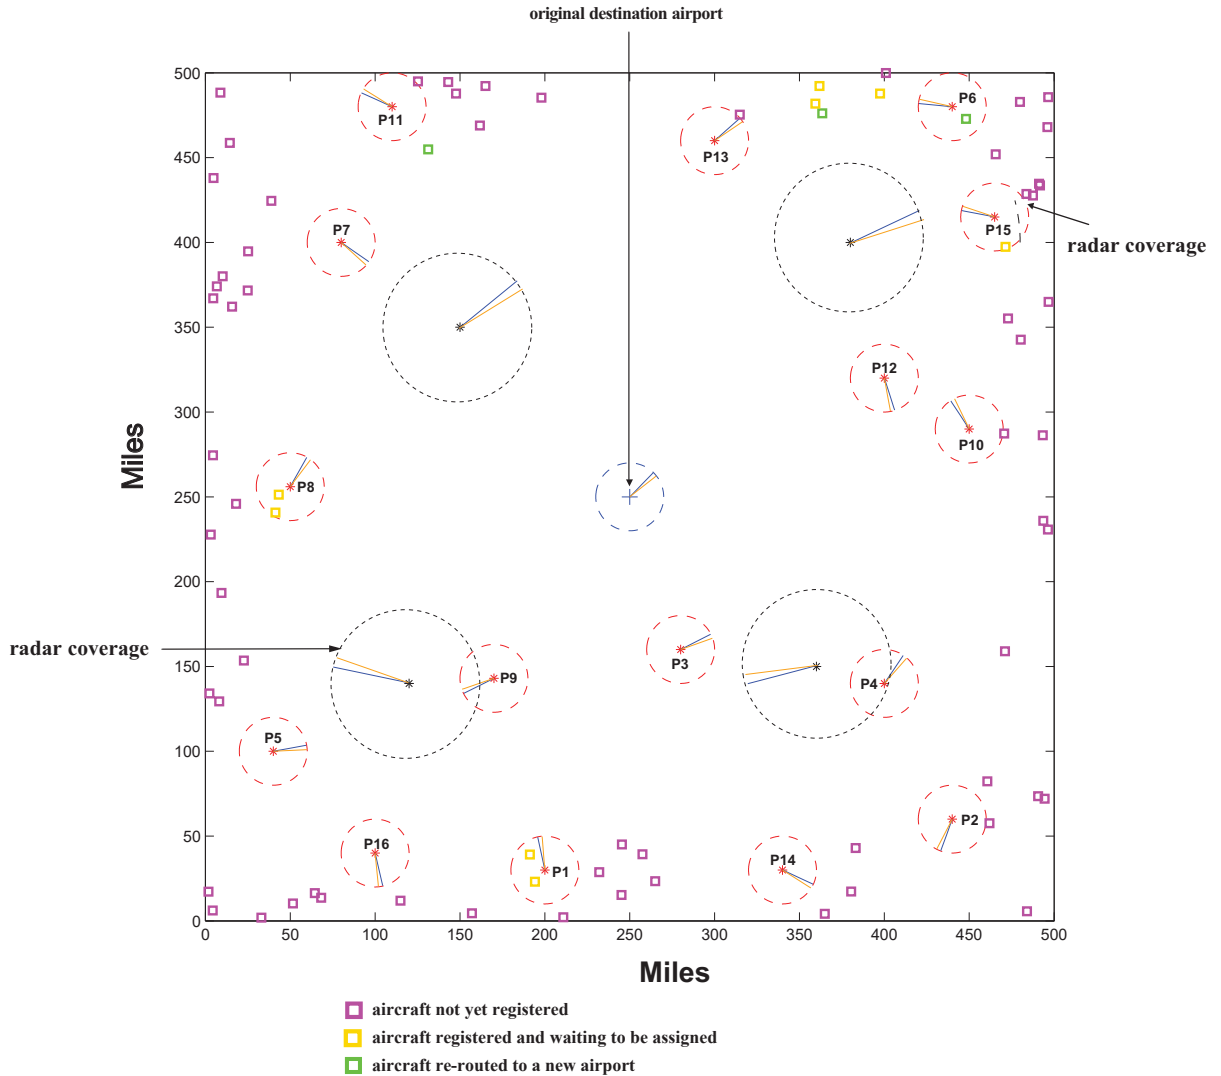 original destination airport
500
450
400
350
300
250
200
150
100
50
0
Miles
P11
P13
P6
P7
P15
radar coverage
P12
P10
P8
radar coverage
P9
P3
P4
P5
P2
P16
P1
P14
0 50 100 150 200 250 300 350 400 450 500
Miles
aircraft not yet registered
aircraft registered and waiting to be assigned
aircraft re-routed to a new airport